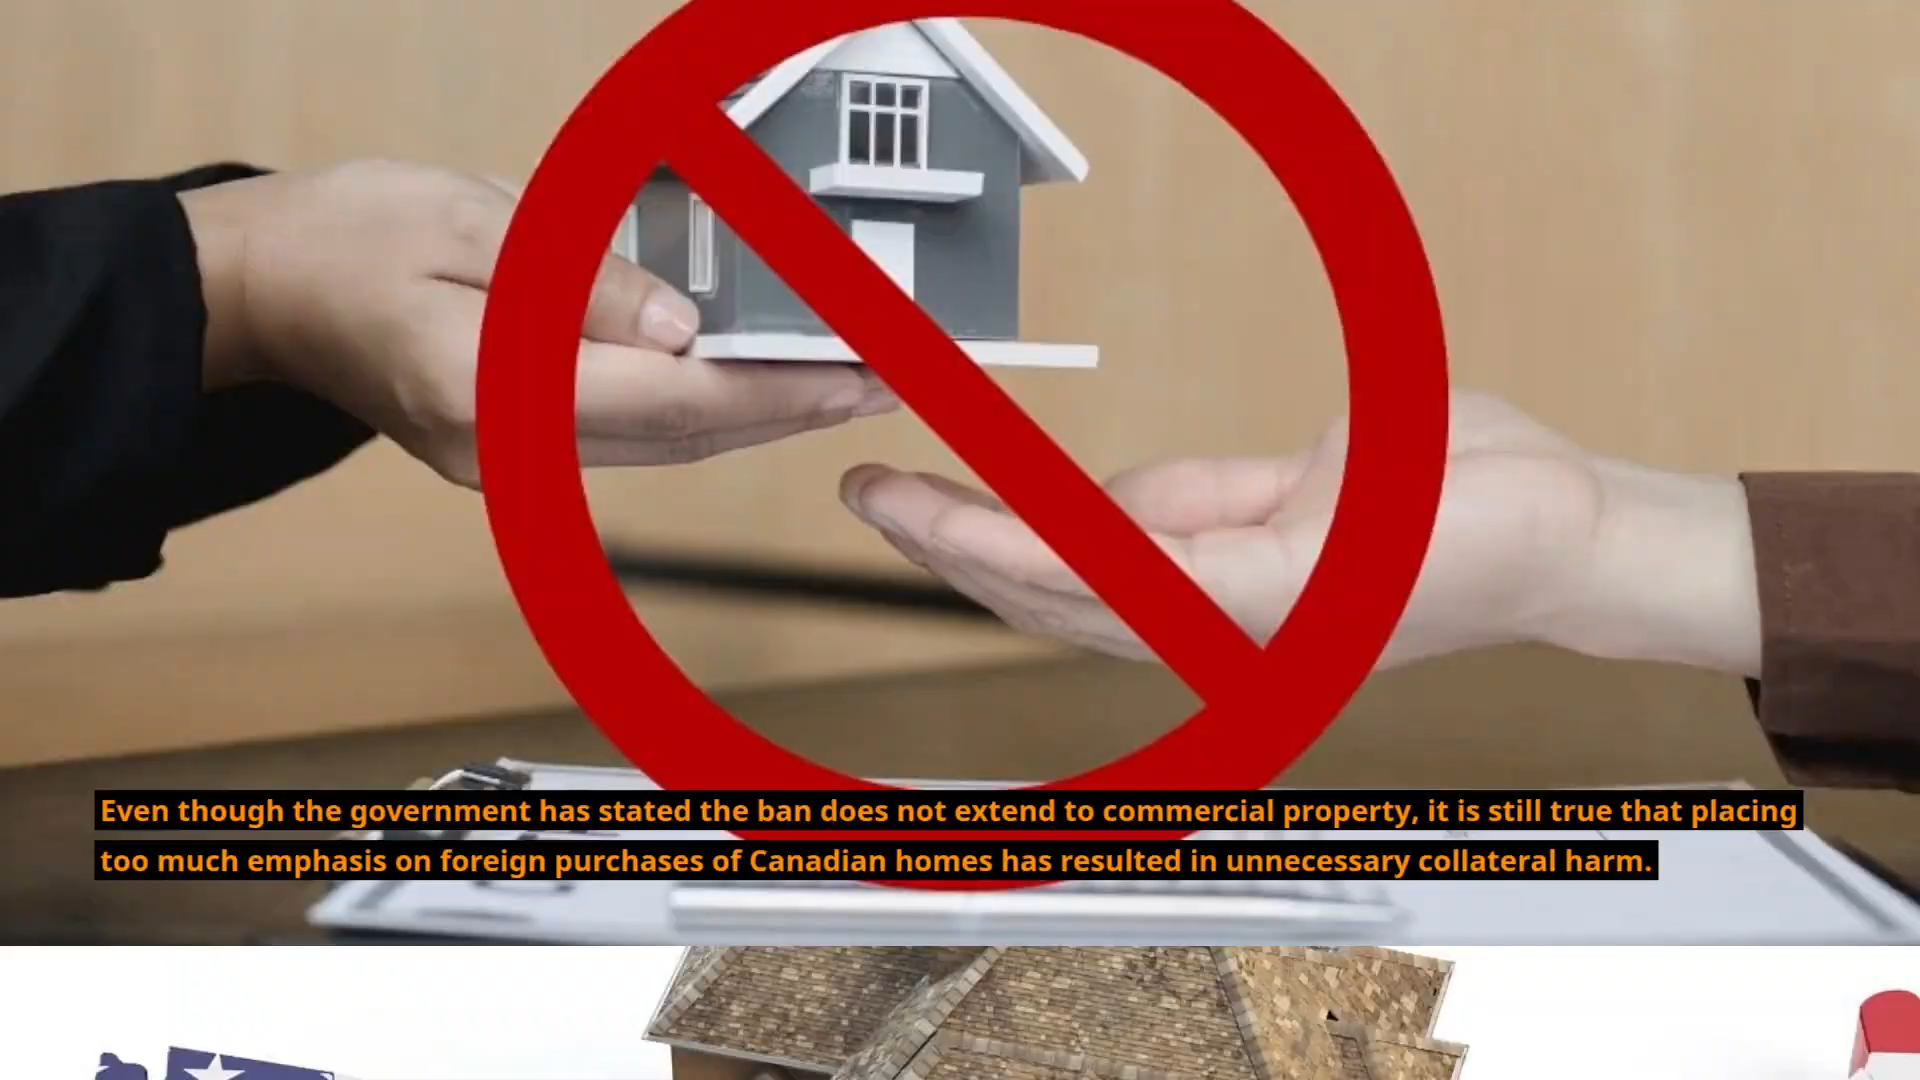 Even though the government has stated the ban does not extend to commercial property, it is still true that placing
too much emphasis on foreign purchases of Canadian homes has resulted in unnecessary collateral harm.